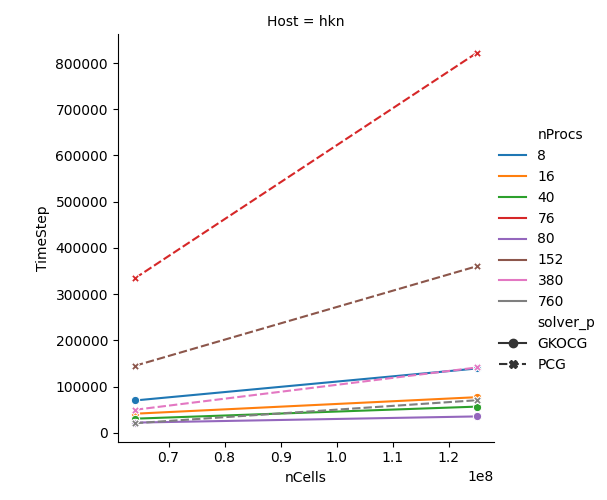 Host = hkn
800000
700000
600000
500000
400000
300000
200000
100000
0
TimeStep
0.7
0.8
0.9
1.0
1.1
1.2
1e8
nCells
nProcs
8
16
40
76
80
152
380
760
solver_p
GKOCG
PCG